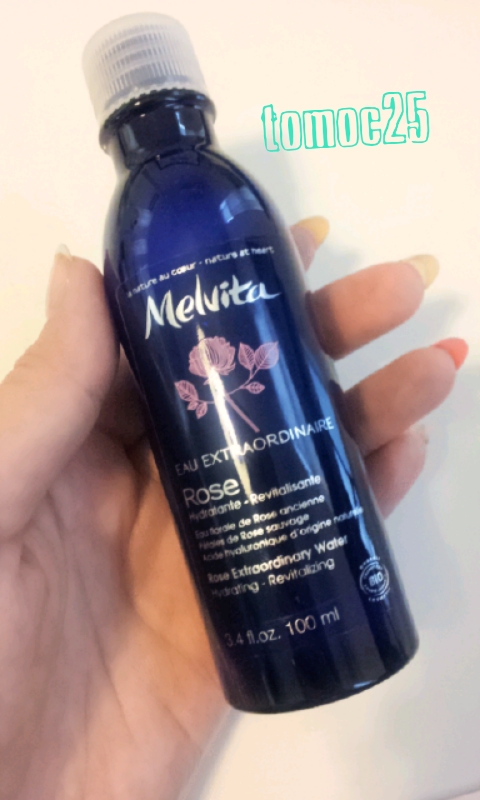 tomoc25
nature au cœur - nature at heart
Melvita
EAU EXTRAORDINAIRE
Rose
Hydratante - Revitalisante
Eau florale de Rose ancienne
Pétales de Rose sauvage
Acide hyaluronique d'origine naturelle
Rose Extraordinary Water
Hydrating - Revitalizing
BIO
3.4 fl.oz. 100 ml